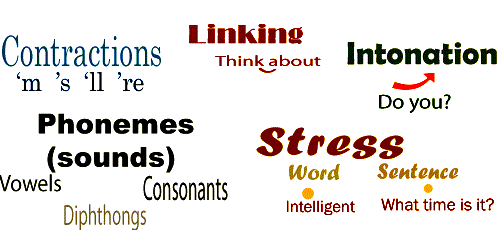 Contractions
‘m ’s ‘ll ’re
Linking
Think about
Intonation
Do you?
Phonemes
(sounds)
Vowels
Consonants
Diphthongs
Stress
Word
Sentence
Intelligent
What time is it?